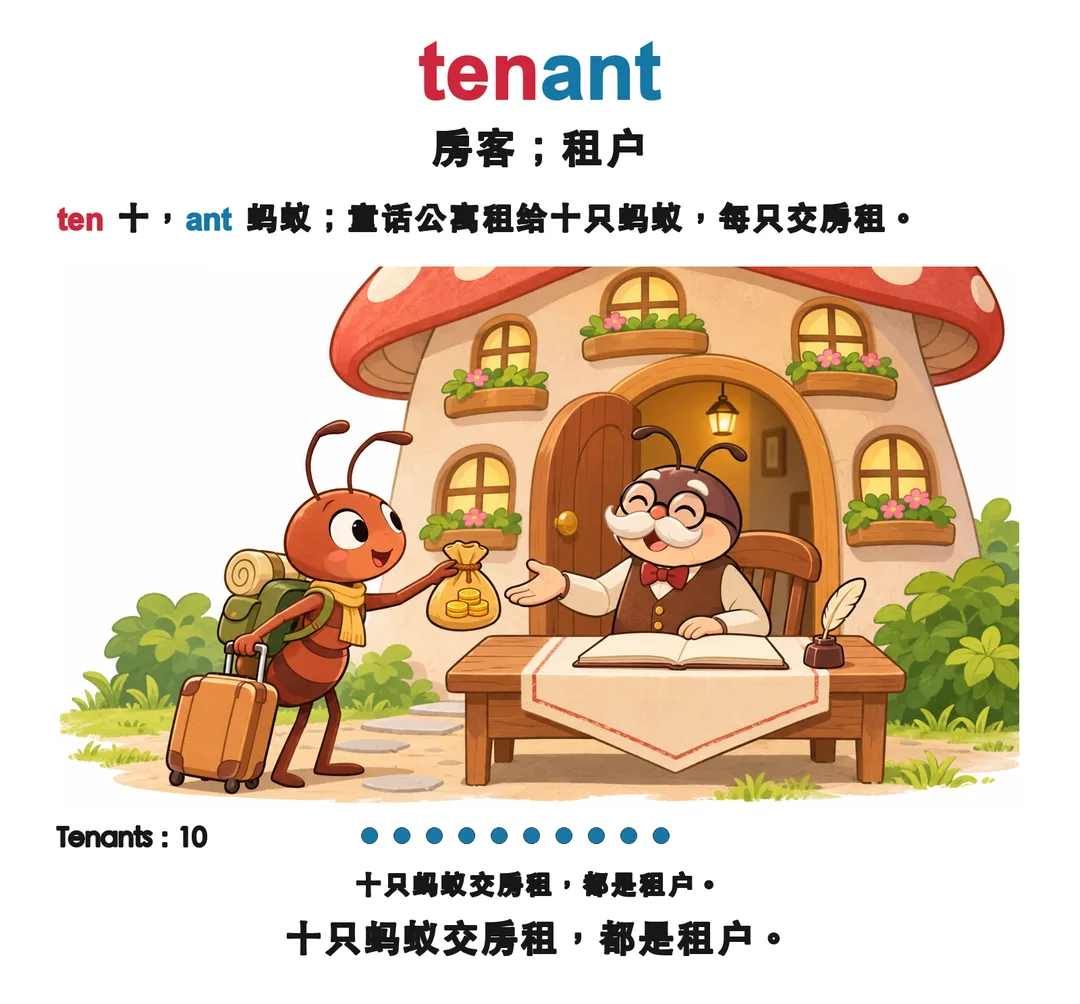 tenant
房客；租户
ten 十，ant 蚂蚁；童话公寓租给十只蚂蚁，每只交房租。
Tenants : 10
十只蚂蚁交房租，都是租户。
十只蚂蚁交房租，都是租户。